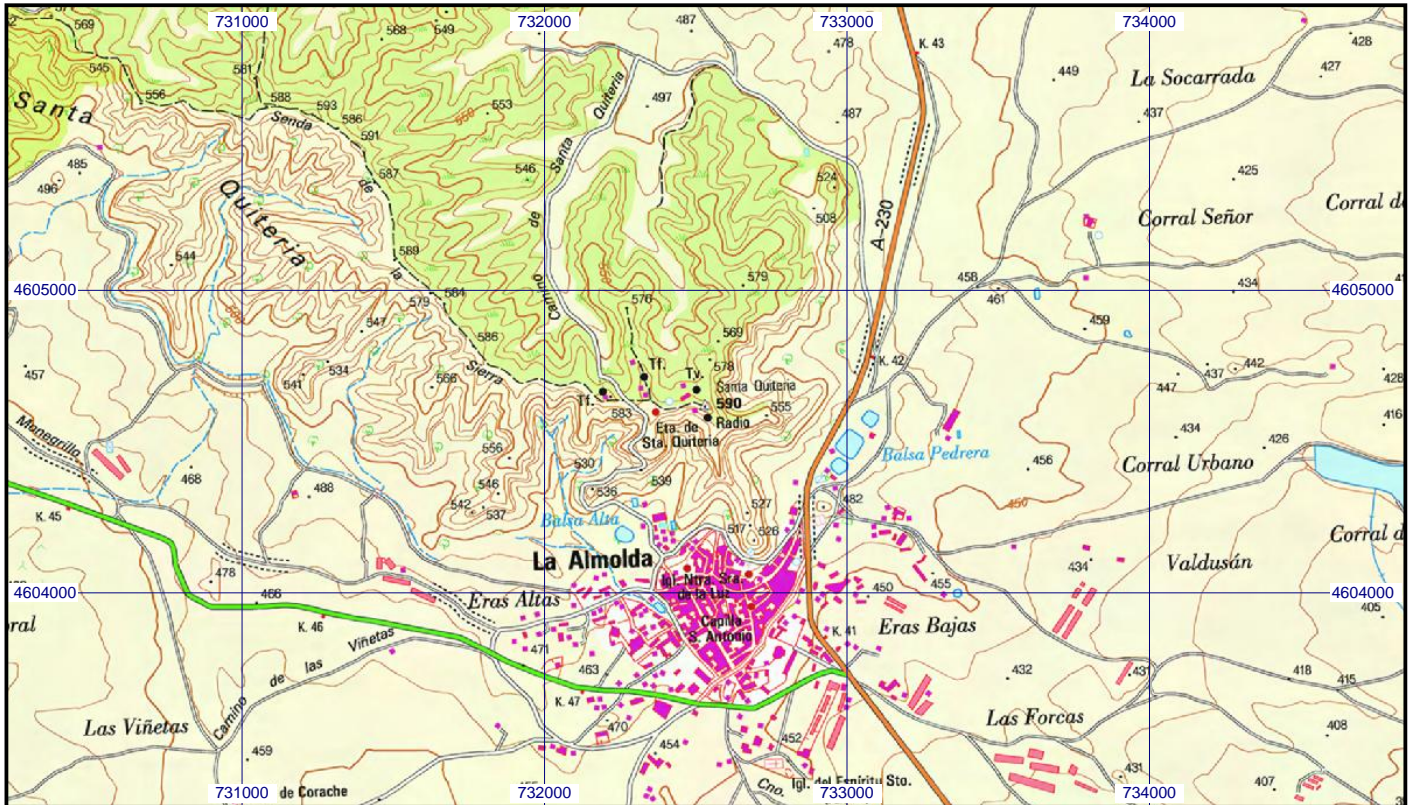 731000
732000
733000
734000
569
568
549
487
478
K. 43
428
545
581
427
556
588
593
586
553
550
497
449
La Socarrada
Santa
Senda
591
Quiteria
487
437
485
546
Santa
496
587
de
524
425
Quiteria
508
A-230
Corral Señor
Corral de
de
544
589
579
458
4605000
4605000
la
Camino
576
584
461
434
579
547
459
586
569
Sierra
K. 42
457
541
534
566
Tf.
Tv.
578
447
437
442
428
Santa Quiteria
Tf.
583
590
555
416
Radio
Eta. de
Sta. Quiteria
Monegrillo
434
426
556
530
Balsa Pedrera
456
Corral Urbano
468
488
546
536
539
542
537
527
482
450
K. 45
Balsa Alta
517
526
Corral d
La Almolda
Valdusán
478
Igl. Ntra. Sra.
de la Luz
450
455
434
4604000
4604000
466
Eras Altas
405
oral
K. 46
Capilla
S. Antonio
K. 41
Eras Bajas
Viñetas
las
471
463
432
431
418
415
de
K. 47
Las Viñetas
Camino
470
Las Forcas
408
459
454
452
431
407
de Corache
Cno.
Igl. del Espíritu Sto.
731000
732000
733000
734000